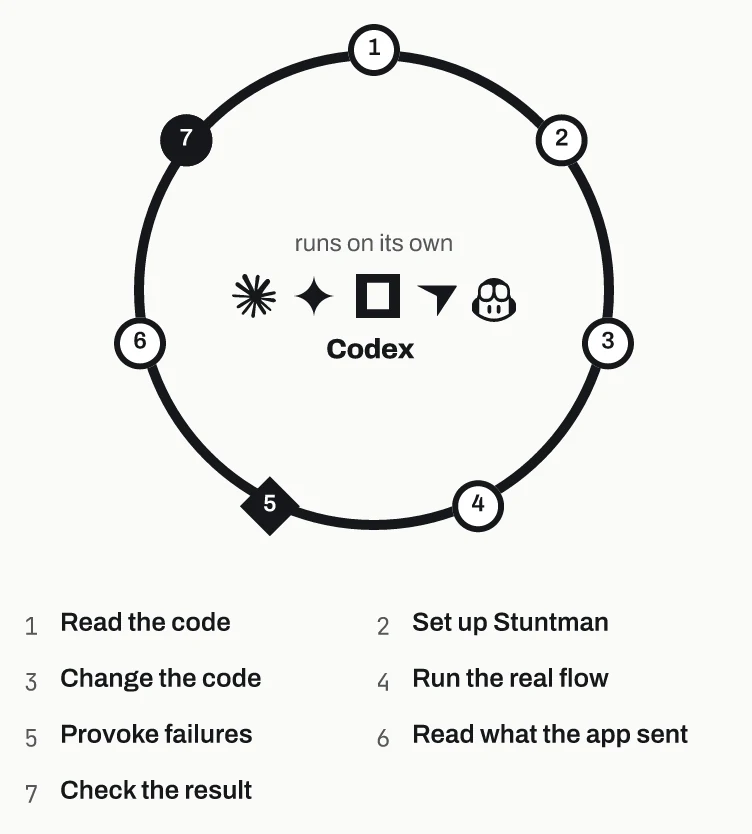 1
2
3
4
5
6
7
runs on its own
Codex
1 Read the code
2 Set up Stuntman
3 Change the code
4 Run the real flow
5 Provoke failures
6 Read what the app sent
7 Check the result